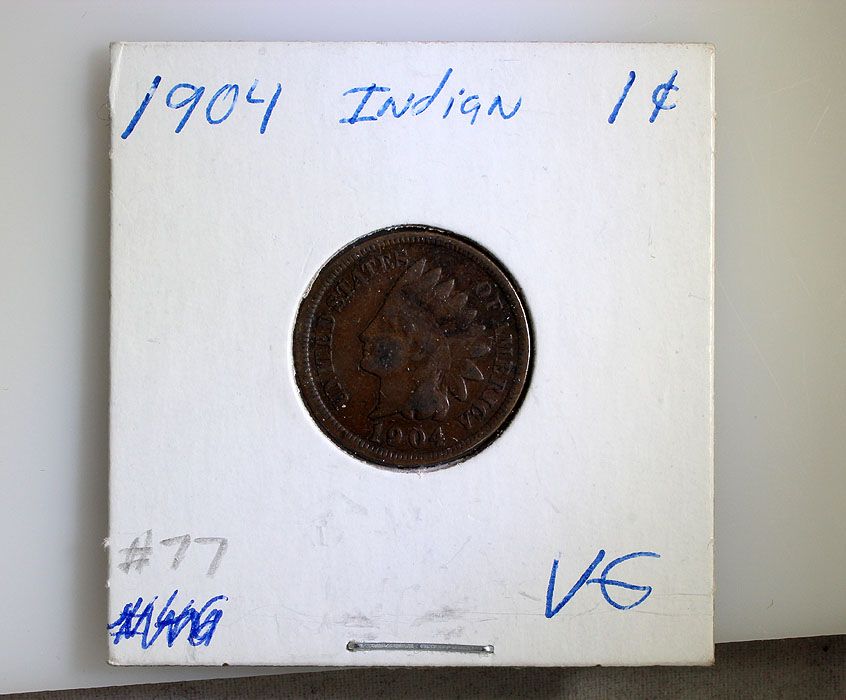 1904 Indian 1¢
UNITED STATES OF AMERICA
1904
#77
VG